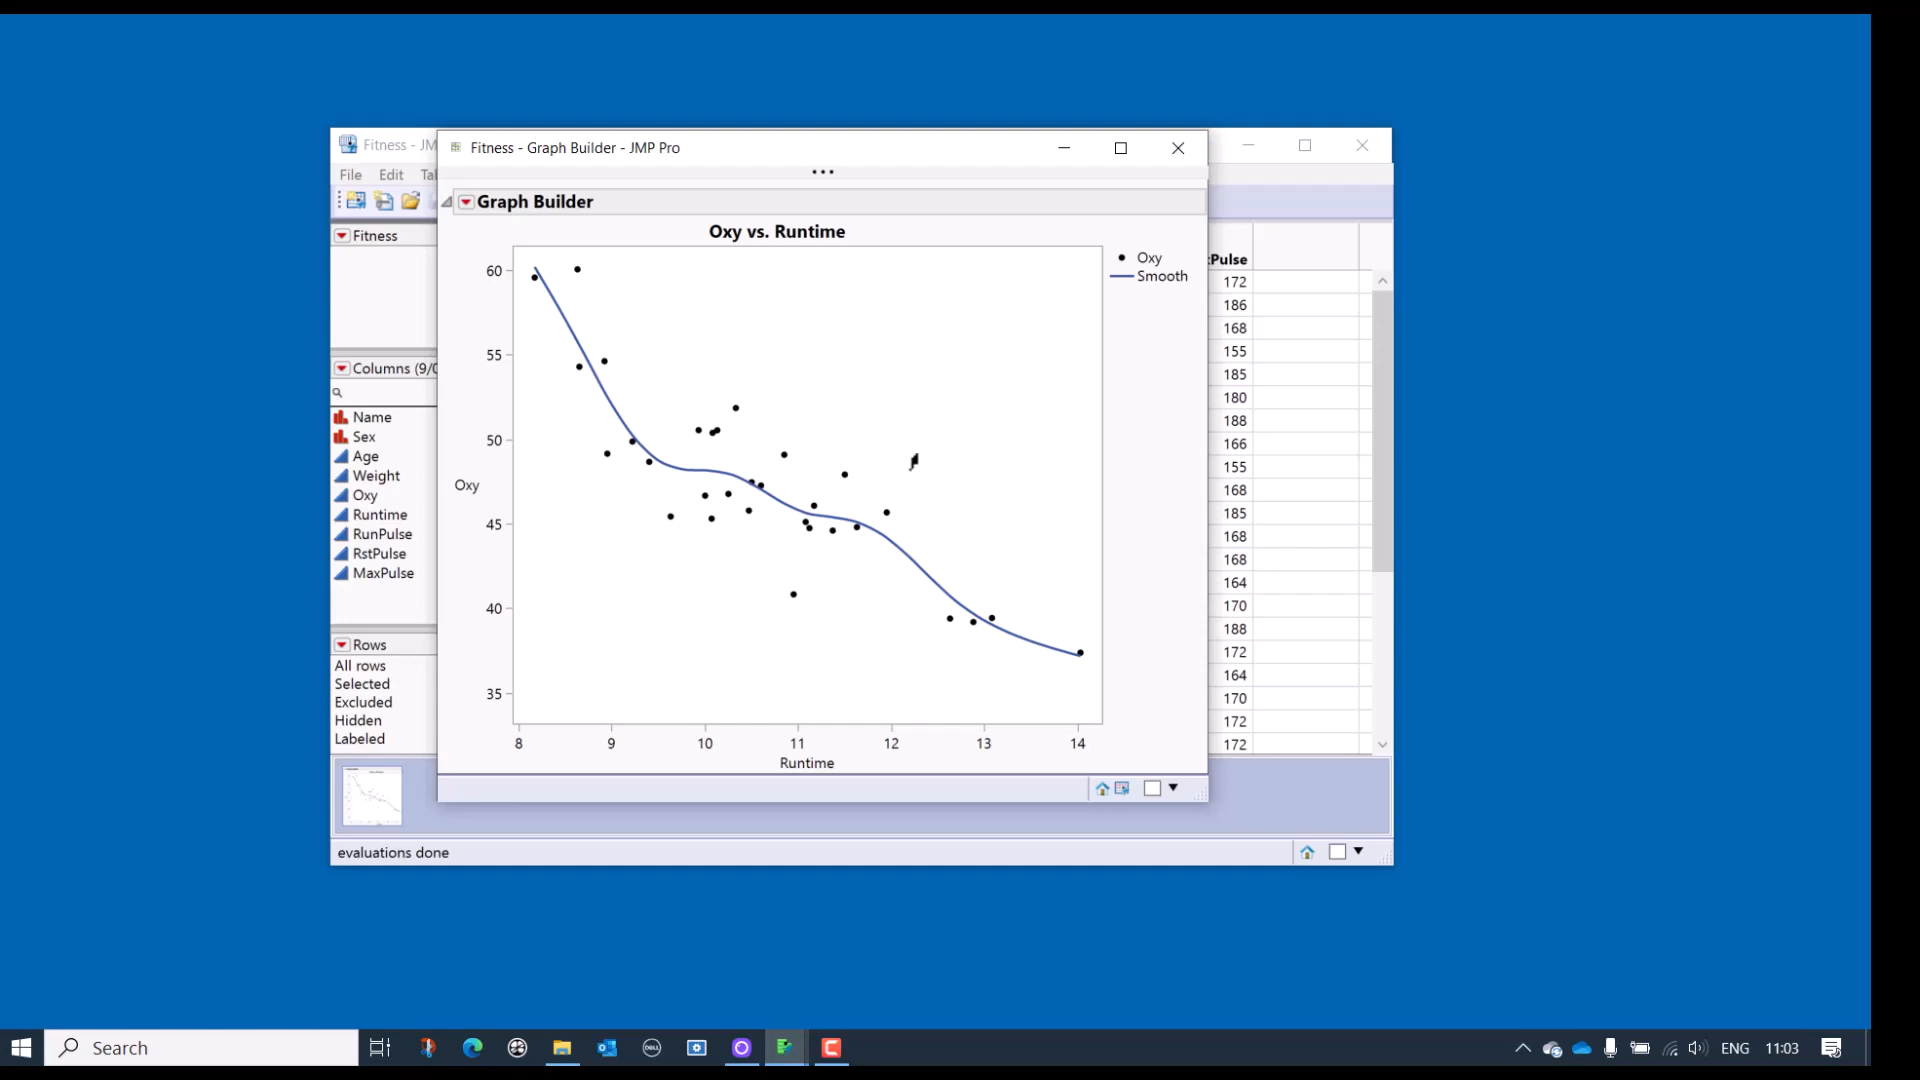 Fitness - JM
Fitness - Graph Builder - JMP Pro
File Edit Ta
Graph Builder
Fitness
Oxy vs. Runtime
Oxy
Smooth
60
55
50
45
40
35
Oxy
8 9 10 11 12 13 14
Runtime
Columns (9/0
Name
Sex
Age
Weight
Oxy
Runtime
RunPulse
RstPulse
MaxPulse
Rows
All rows
Selected
Excluded
Hidden
Labeled
Pulse
172
186
168
155
185
180
188
166
155
168
185
168
168
164
170
188
172
164
170
172
172
evaluations done
Search
DELL
ENG 11:03